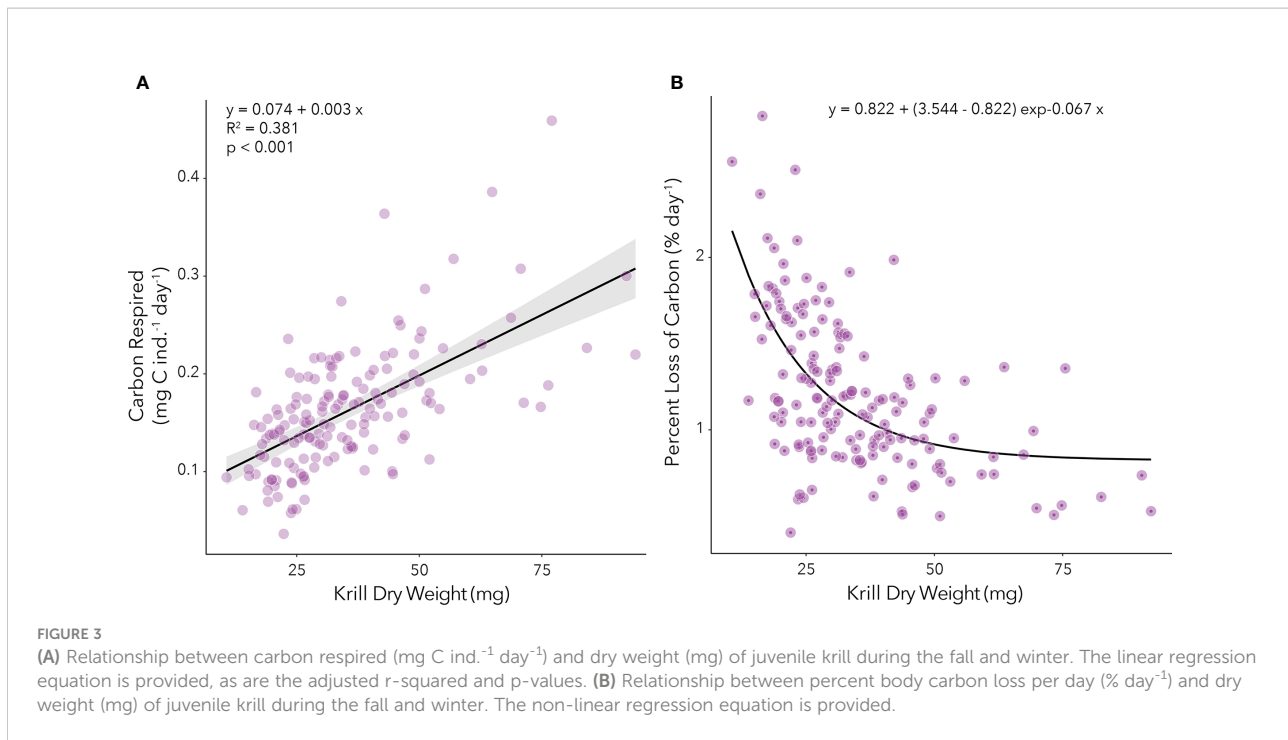 A
y = 0.074 + 0.003 x
R² = 0.381
p < 0.001
0.4
0.3
0.2
0.1
Carbon Respired
(mg C ind.⁻¹ day⁻¹)
25
50
75
Krill Dry Weight (mg)
B
y = 0.822 + (3.544 - 0.822) exp-0.067 x
2
1
Percent Loss of Carbon (% day⁻¹)
25
50
75
Krill Dry Weight (mg)
FIGURE 3
(A) Relationship between carbon respired (mg C ind.⁻¹ day⁻¹) and dry weight (mg) of juvenile krill during the fall and winter. The linear regression
equation is provided, as are the adjusted r-squared and p-values. (B) Relationship between percent body carbon loss per day (% day⁻¹) and dry
weight (mg) of juvenile krill during the fall and winter. The non-linear regression equation is provided.